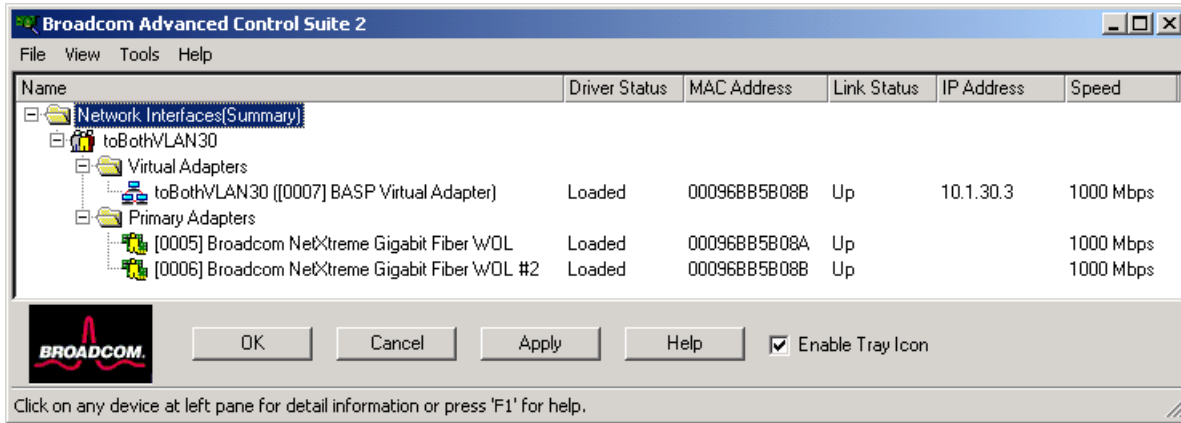 Broadcom Advanced Control Suite 2
File View Tools Help
Name Driver Status MAC Address Link Status IP Address Speed
Network Interfaces(Summary)
toBothVLAN30
Virtual Adapters
toBothVLAN30 ([0007] BASP Virtual Adapter) Loaded 00096BB5B08B Up 10.1.30.3 1000 Mbps
Primary Adapters
[0005] Broadcom NetXtreme Gigabit Fiber WOL Loaded 00096BB5B08A Up 1000 Mbps
[0006] Broadcom NetXtreme Gigabit Fiber WOL #2 Loaded 00096BB5B08B Up 1000 Mbps
BROADCOM.
OK Cancel Apply Help Enable Tray Icon
Click on any device at left pane for detail information or press 'F1' for help.